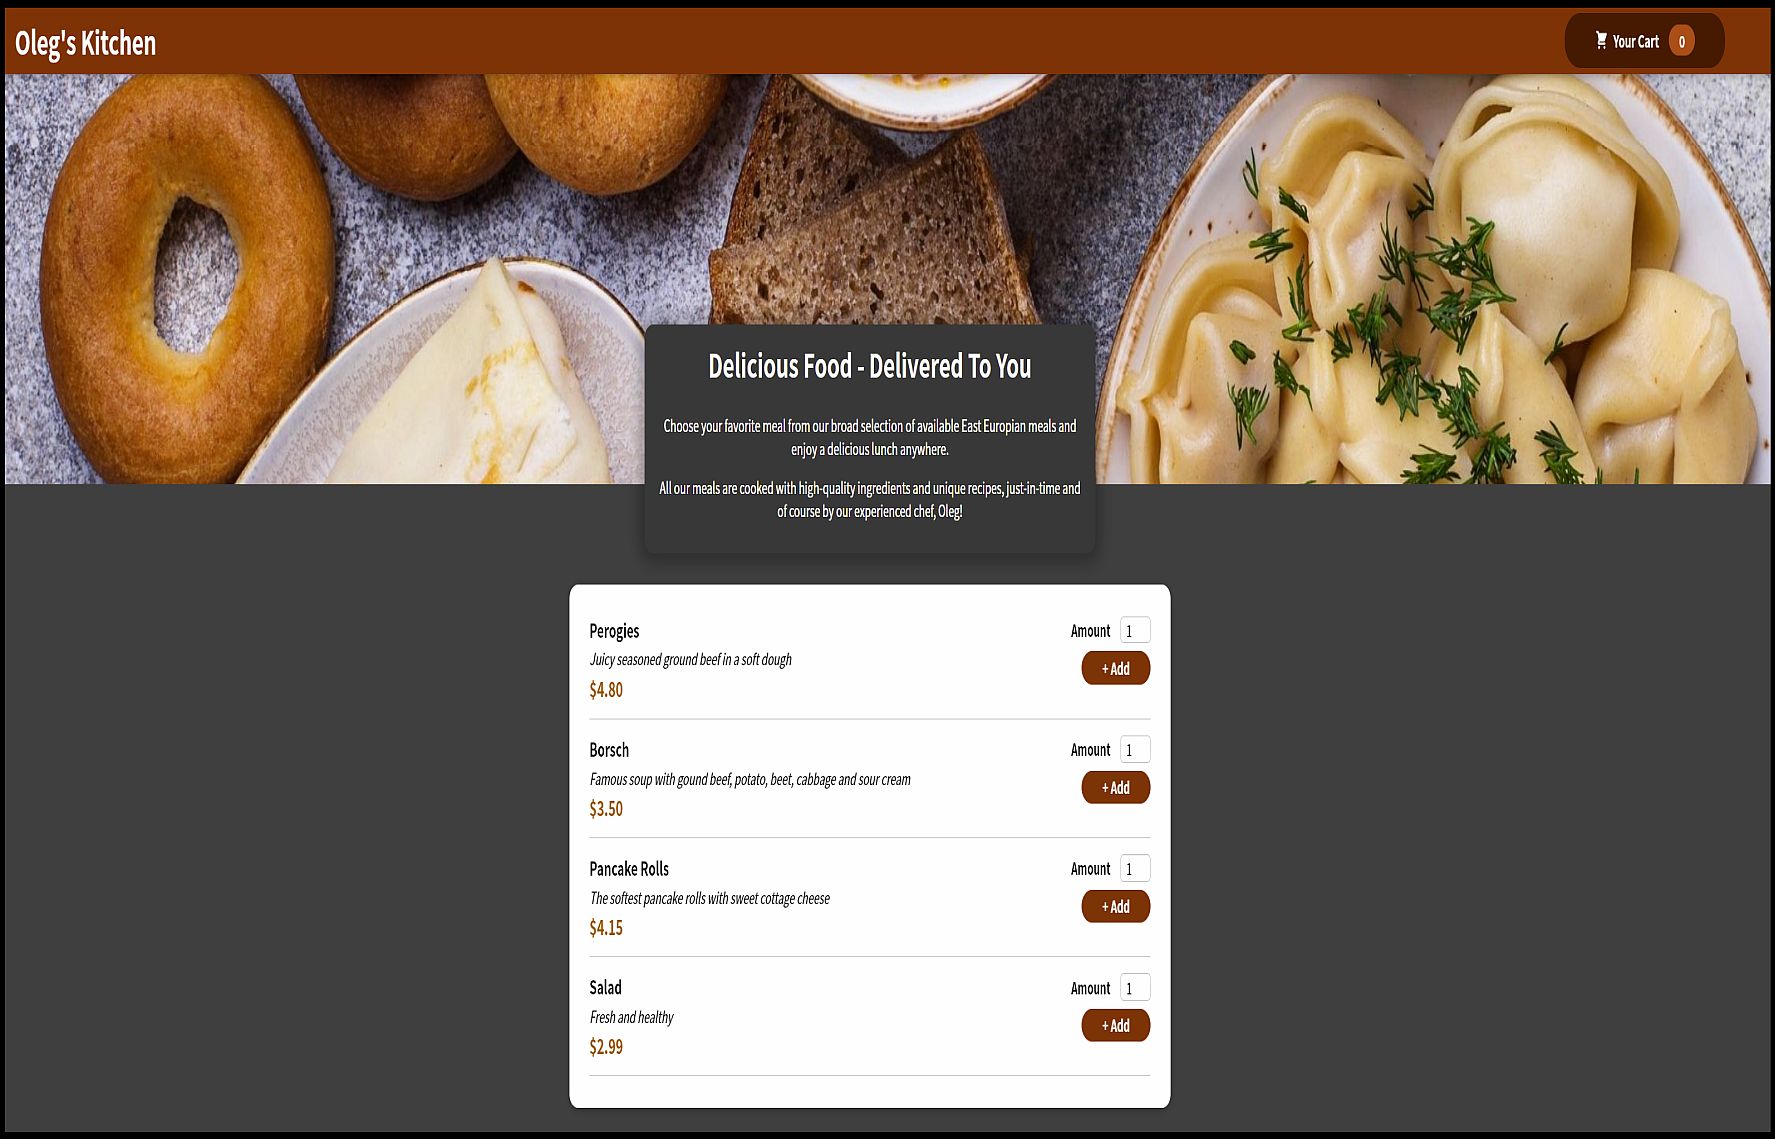 Oleg's Kitchen
Your Cart 0
Delicious Food - Delivered To You
Choose your favorite meal from our broad selection of available East Europian meals and
enjoy a delicious lunch anywhere.
All our meals are cooked with high-quality ingredients and unique recipes, just-in-time and
of course by our experienced chef, Oleg!
Perogies
Amount 1
Juicy seasoned ground beef in a soft dough
+ Add
$4.80
Borsch
Amount 1
Famous soup with gound beef, potato, beet, cabbage and sour cream
+ Add
$3.50
Pancake Rolls
Amount 1
The softest pancake rolls with sweet cottage cheese
+ Add
$4.15
Salad
Amount 1
Fresh and healthy
+ Add
$2.99